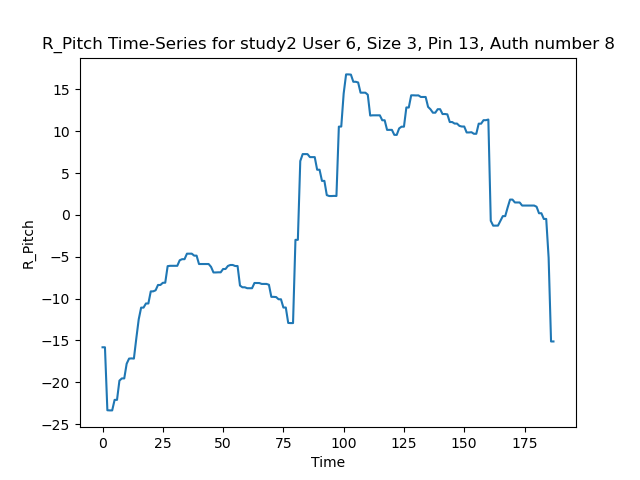 R_Pitch Time-Series for study2 User 6, Size 3, Pin 13, Auth number 8
15
10
5
0
−5
−10
−15
−20
−25
R_Pitch
0 25 50 75 100 125 150 175
Time